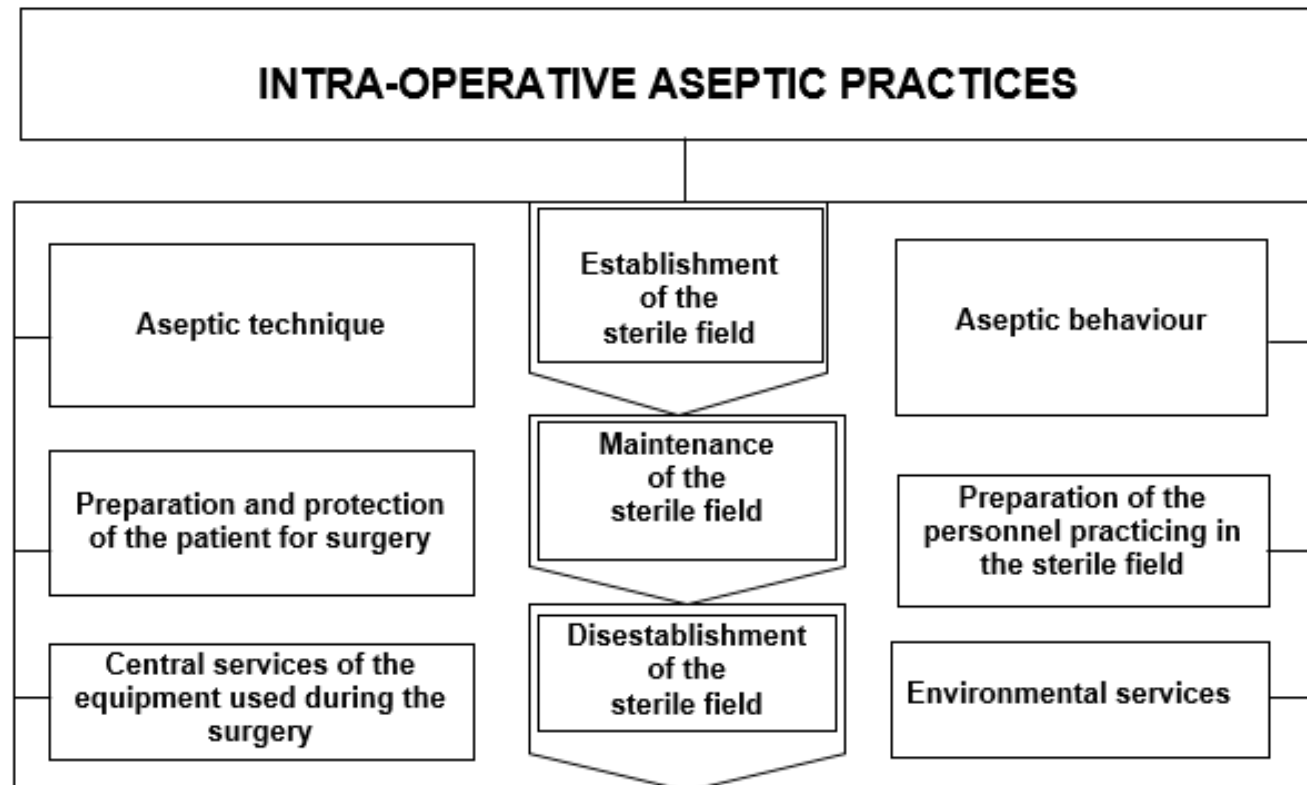 INTRA-OPERATIVE ASEPTIC PRACTICES
Aseptic technique
Establishment
of the
sterile field
Aseptic behaviour
Preparation and protection
of the patient for surgery
Maintenance
of the
sterile field
Preparation of the
personnel practicing in
the sterile field
Central services of the
equipment used during the
surgery
Disestablishment
of the
sterile field
Environmental services